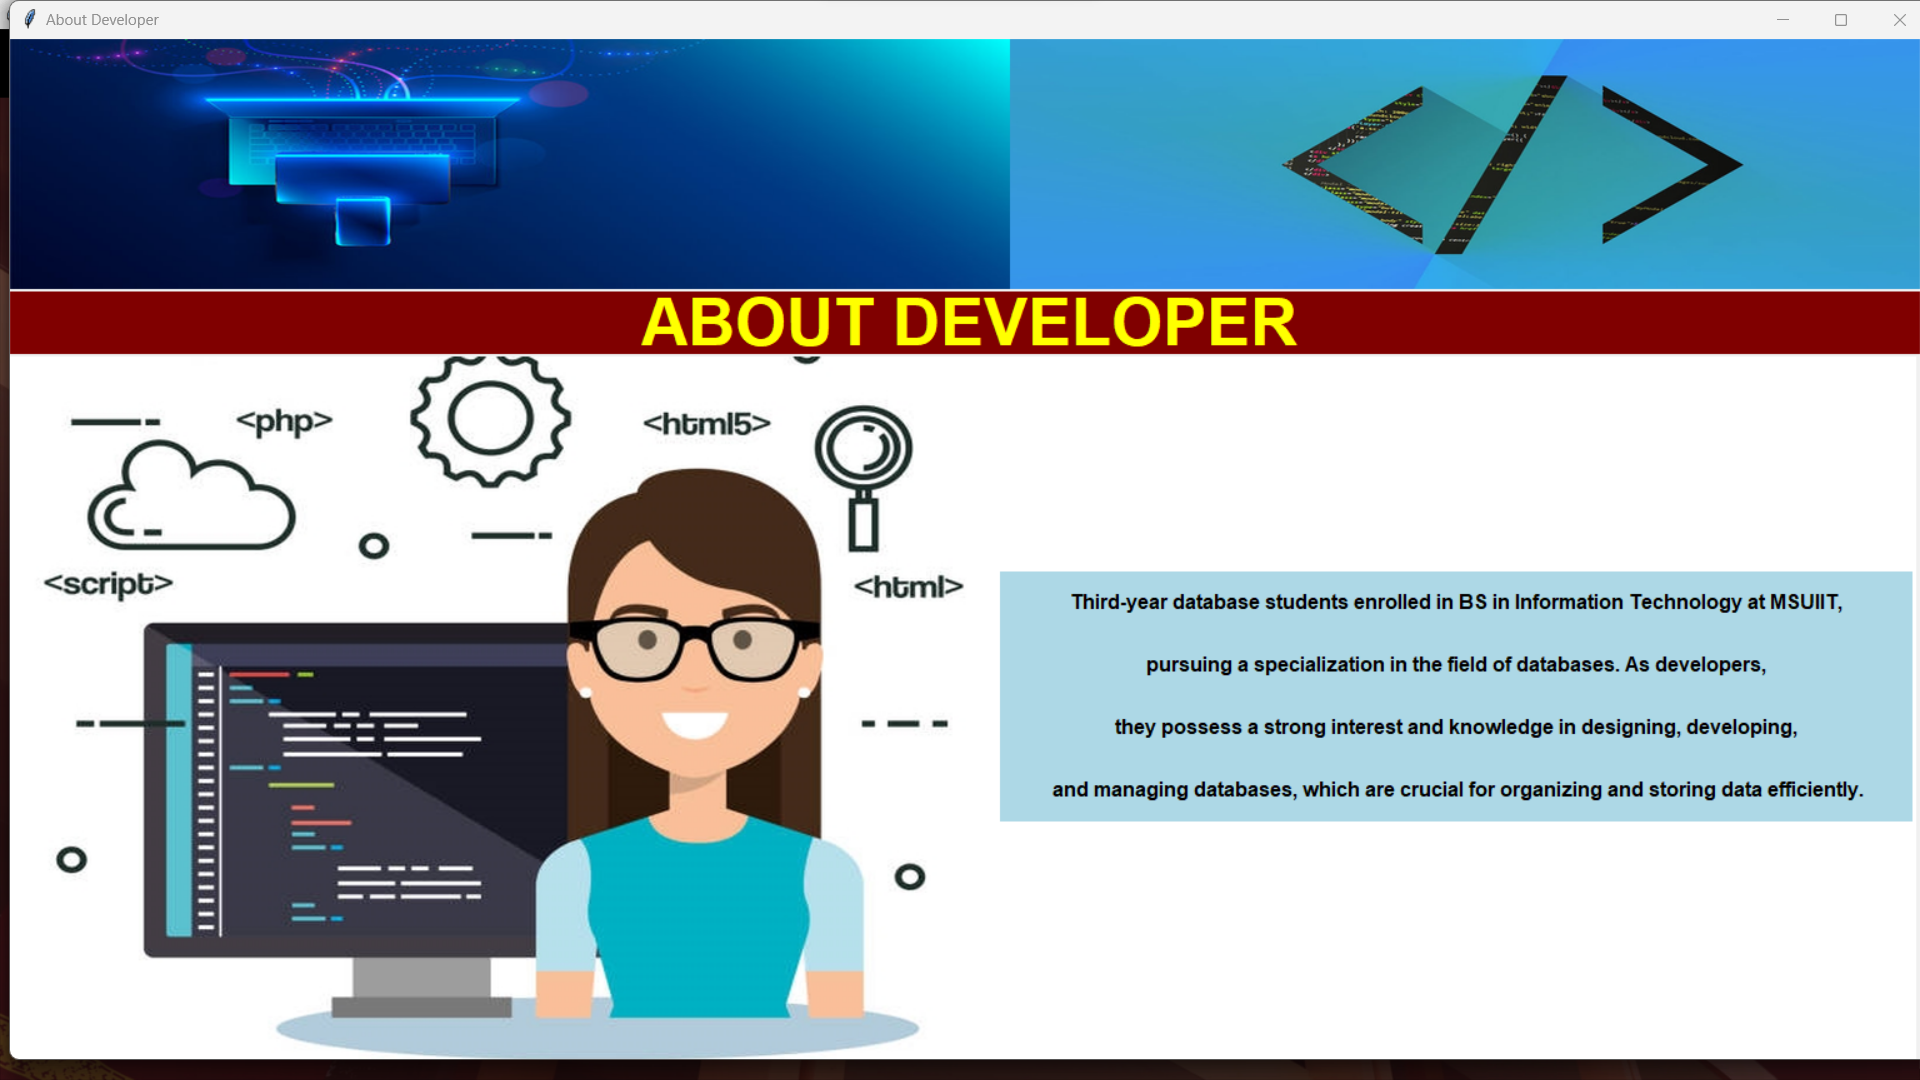 About Developer
ABOUT DEVELOPER
<php>
<html5>
<script>
<html>
Third-year database students enrolled in BS in Information Technology at MSUIIT,
pursuing a specialization in the field of databases. As developers,
they possess a strong interest and knowledge in designing, developing,
and managing databases, which are crucial for organizing and storing data efficiently.